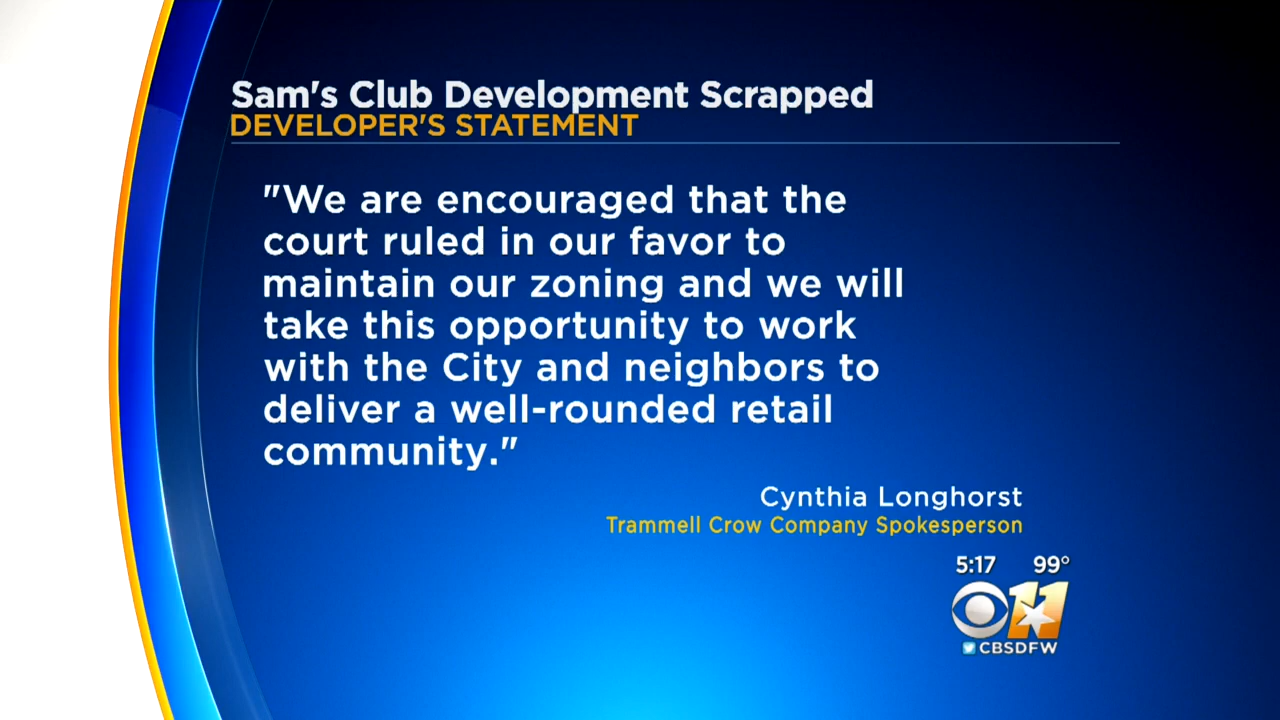 Sam's Club Development Scrapped
DEVELOPER'S STATEMENT
"We are encouraged that the
court ruled in our favor to
maintain our zoning and we will
take this opportunity to work
with the City and neighbors to
deliver a well-rounded retail
community."
Cynthia Longhorst
Trammell Crow Company Spokesperson
5:17 99°
11
CBSDFW